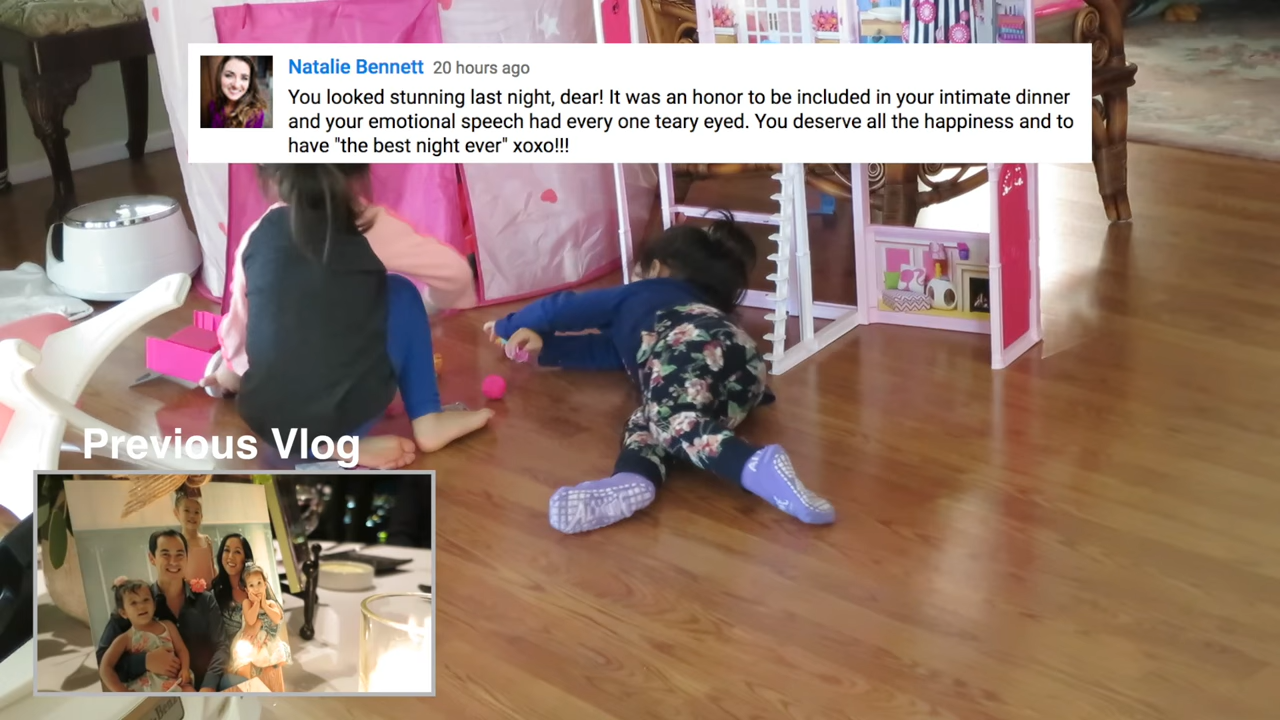 Natalie Bennett 20 hours ago
You looked stunning last night, dear! It was an honor to be included in your intimate dinner
and your emotional speech had every one teary eyed. You deserve all the happiness and to
have "the best night ever" xoxo!!!
Previous Vlog